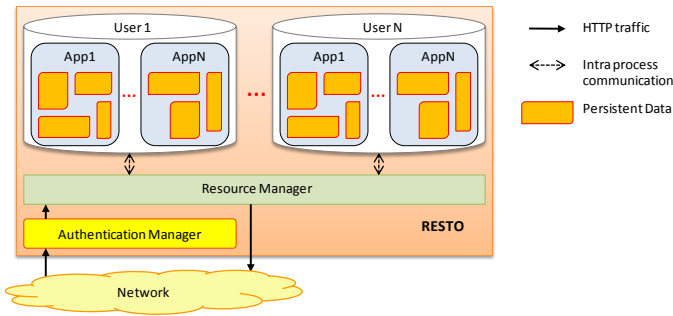 User 1
User N
App1
AppN
App1
AppN
...
...
...
Resource Manager
Authentication Manager
RESTO
Network
HTTP traffic
Intra process
communication
Persistent Data